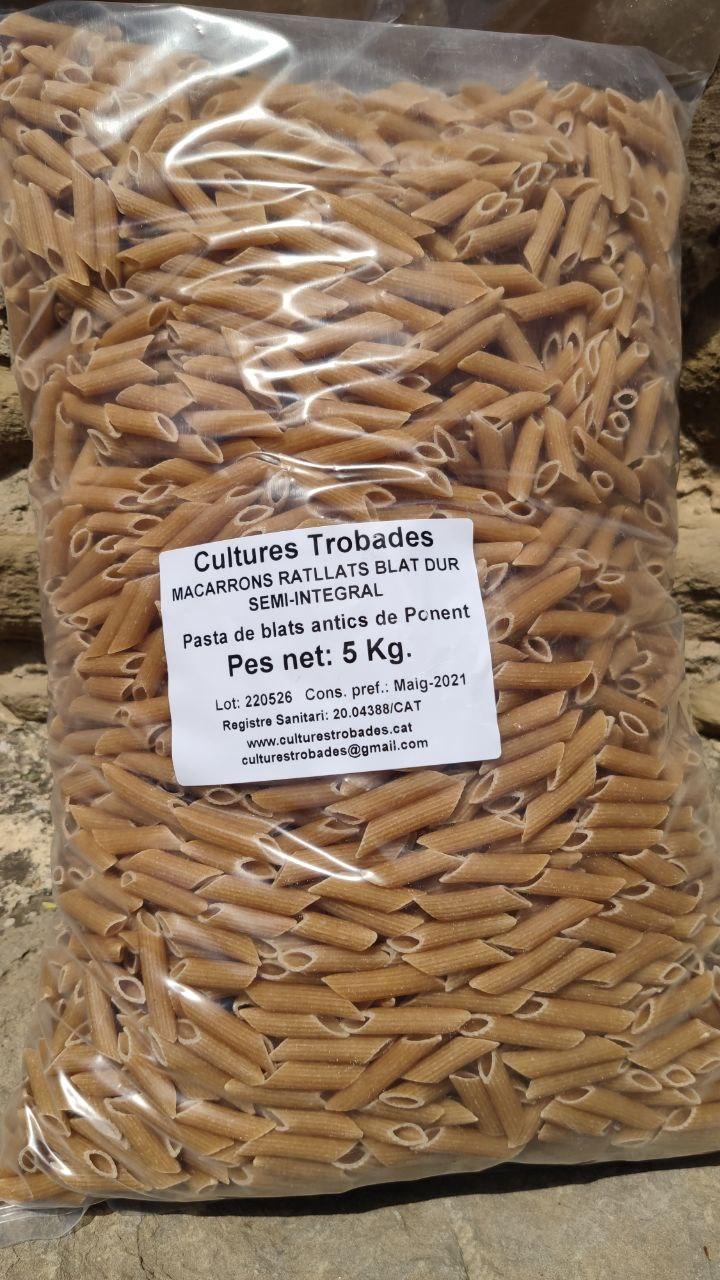 Cultures Trobades
MACARRONS RATLLATS BLAT DUR
SEMI-INTEGRAL
Pasta de blats antics de Ponent
Pes net: 5 Kg.
Lot: 220526 Cons. pref.: Maig-2021
Registre Sanitari: 20.04388/CAT
www.culturestrobades.cat
culturestrobades@gmail.com